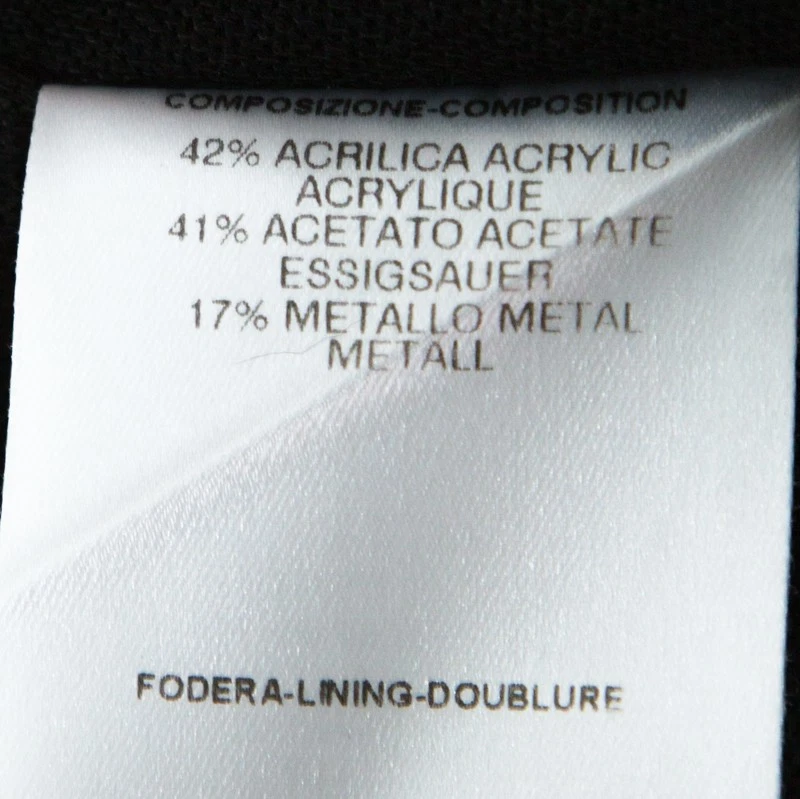 COMPOSIZIONE-COMPOSITION
42% ACRILICA ACRYLIC
ACRYLIQUE
41% ACETATO ACETATE
ESSIGSAUER
17% METALLO METAL
METALL
FODERA-LINING-DOUBLURE